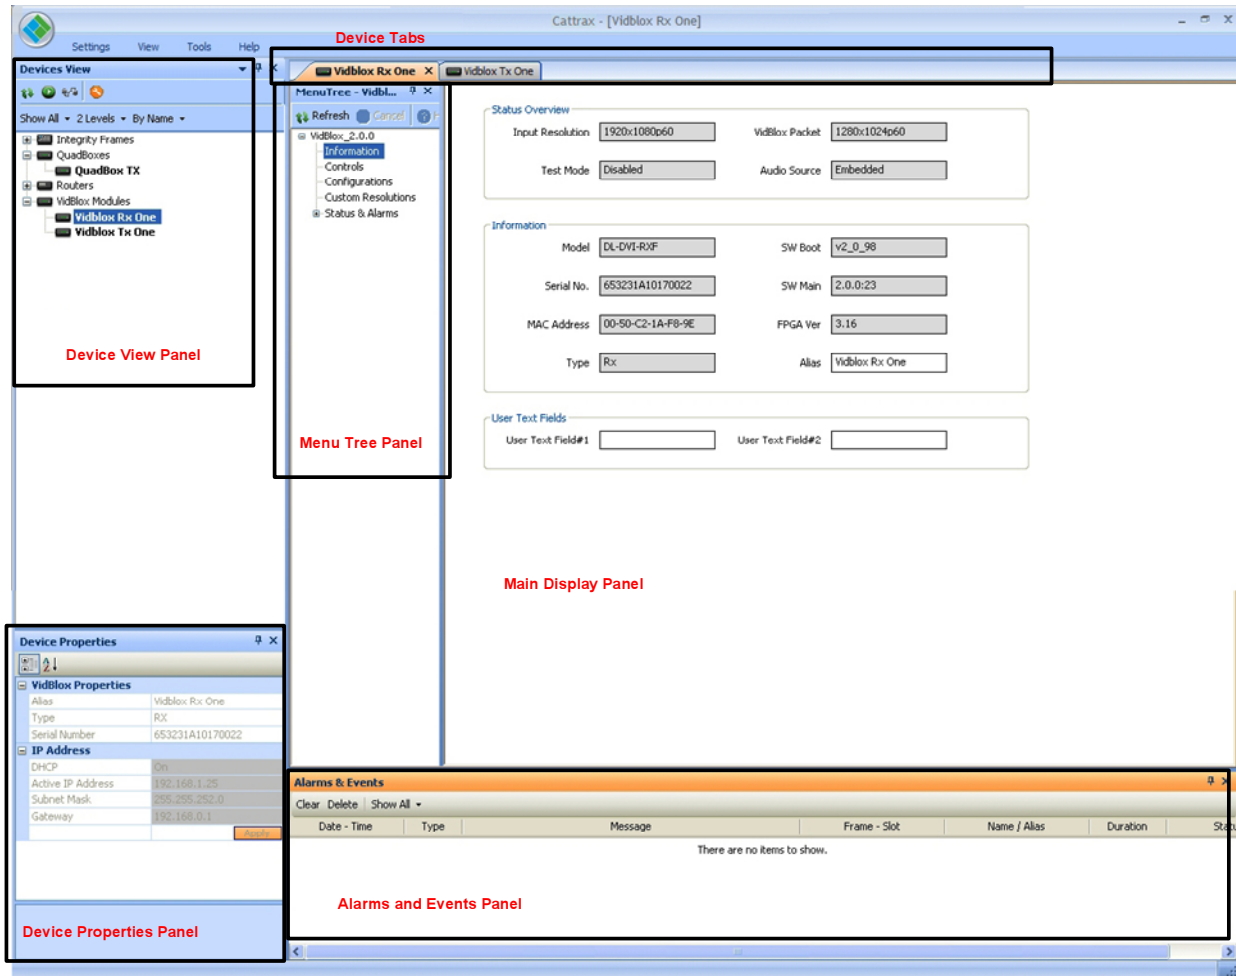 Cattrax - [Vidblox Rx One]
Settings View Tools Help
Device Tabs
Devices View
Vidblox Rx One
Vidblox Tx One
Show All 2 Levels By Name
Integrity Frames
QuadBoxes
QuadBox TX
Routers
VidBlox Modules
Vidblox Rx One
Vidblox Tx One
Device View Panel
MenuTree - Vidbl...
Refresh Cancel
VidBlox_2.0.0
Information
Controls
Configurations
Custom Resolutions
Status & Alarms
Menu Tree Panel
Status Overview
Input Resolution 1920x1080p60 VidBlox Packet 1280x1024p60
Test Mode Disabled Audio Source Embedded
Information
Model DL-DVI-RXF SW Boot v2_0_98
Serial No. 653231A10170022 SW Main 2.0.0:23
MAC Address 00-50-C2-1A-F8-9E FPGA Ver 3.16
Type Rx Alias Vidblox Rx One
User Text Fields
User Text Field#1 User Text Field#2
Main Display Panel
Device Properties
VidBlox Properties
Alias Vidblox Rx One
Type RX
Serial Number 653231A10170022
IP Address
DHCP On
Active IP Address 192.168.1.25
Subnet Mask 255.255.252.0
Gateway 192.168.0.1
Apply
Device Properties Panel
Alarms & Events
Clear Delete Show All
Date - Time Type Message Frame - Slot Name / Alias Duration Statu
There are no items to show.
Alarms and Events Panel